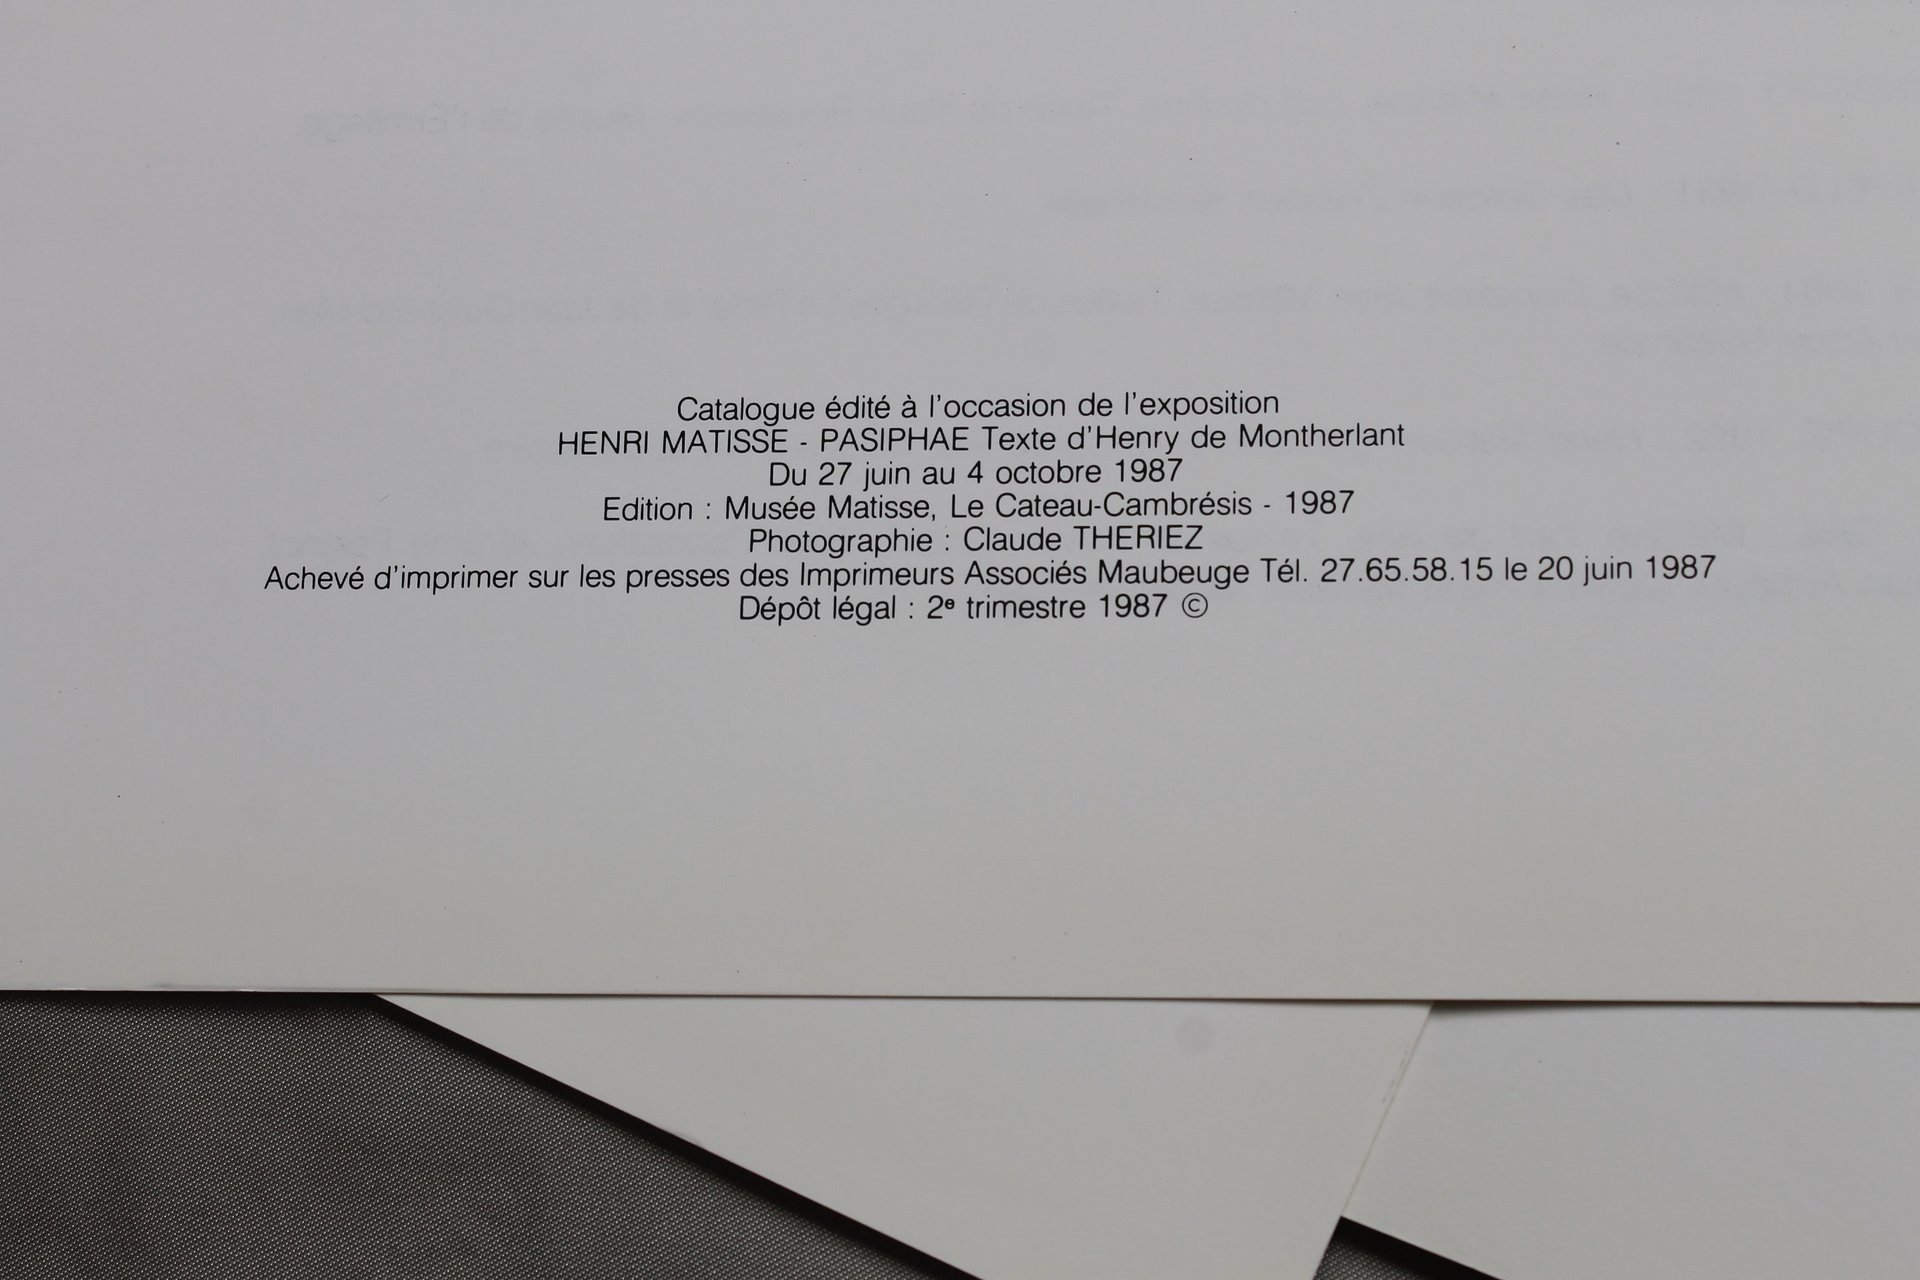 Catalogue édité à l'occasion de l'exposition
HENRI MATISSE - PASIPHAE Texte d'Henry de Montherlant
Du 27 juin au 4 octobre 1987
Edition : Musée Matisse, Le Cateau-Cambrésis - 1987
Photographie : Claude THERIEZ
Achevé d'imprimer sur les presses des Imprimeurs Associés Maubeuge Tél. 27.65.58.15 le 20 juin 1987
Dépôt légal : 2e trimestre 1987 ©